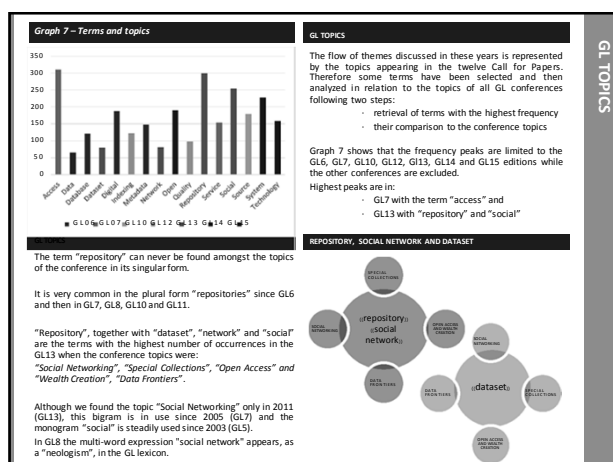 Graph 7 – Terms and topics
350
300
250
200
150
100
50
0
Access
Data
Database
Dataset
Digital
Indexing
Metadata
Network
Open
Quality
Repository
Service
Social
Source
System
Technology
GL06 GL07 GL10 GL12 GL13 GL14 GL15
GL TOPICS
The term “repository” can never be found amongst the topics
of the conference in its singular form.
It is very common in the plural form “repositories” since GL6
and then in GL7, GL8, GL10 and GL11.
“Repository”, together with “dataset”, “network” and “social”
are the terms with the highest number of occurrences in the
GL13 when the conference topics were:
“Social Networking”, “Special Collections”, “Open Access” and
“Wealth Creation”, “Data Frontiers”.
Although we found the topic “Social Networking” only in 2011
(GL13), this bigram is in use since 2005 (GL7) and the
monogram “social” is steadily used since 2003 (GL5).
In GL8 the multi-word expression "social network" appears, as
a “neologism”, in the GL lexicon.
GL TOPICS
The flow of themes discussed in these years is represented
by the topics appearing in the twelve Call for Papers.
Therefore some terms have been selected and then
analyzed in relation to the topics of all GL conferences
following two steps:
· retrieval of terms with the highest frequency
· their comparison to the conference topics
Graph 7 shows that the frequency peaks are limited to the
GL6, GL7, GL10, GL12, Gl13, GL14 and GL15 editions while
the other conferences are excluded.
Highest peaks are in:
· GL7 with the term “access” and
· GL13 with “repository” and “social”
REPOSITORY, SOCIAL NETWORK AND DATASET
SPECIAL
COLLECTIONS
SOCIAL
NETWORKING
«repository»
«social
network»
OPEN ACCESS
AND WEALTH
CREATION
DATA
FRONTIERS
SOCIAL
NETWORKING
DATA
FRONTIERS
«dataset»
SPECIAL
COLLECTIONS
OPEN ACCESS
AND WEALTH
CREATION
GL TOPICS